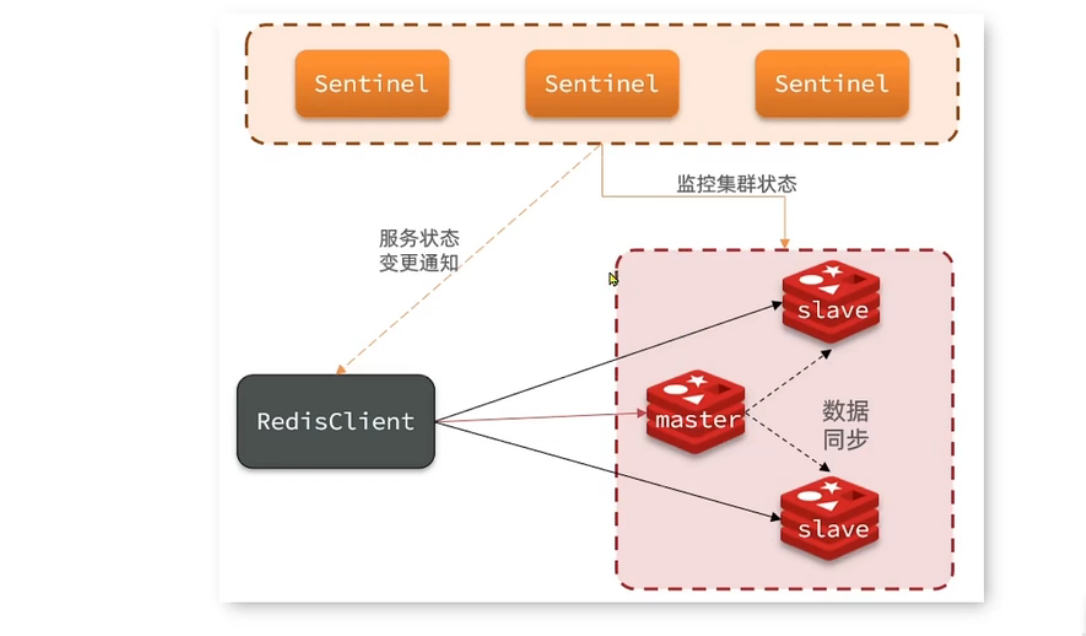 Sentinel
Sentinel
Sentinel
监控集群状态
服务状态
变更通知
slave
RedisClient
master
数据
同步
slave